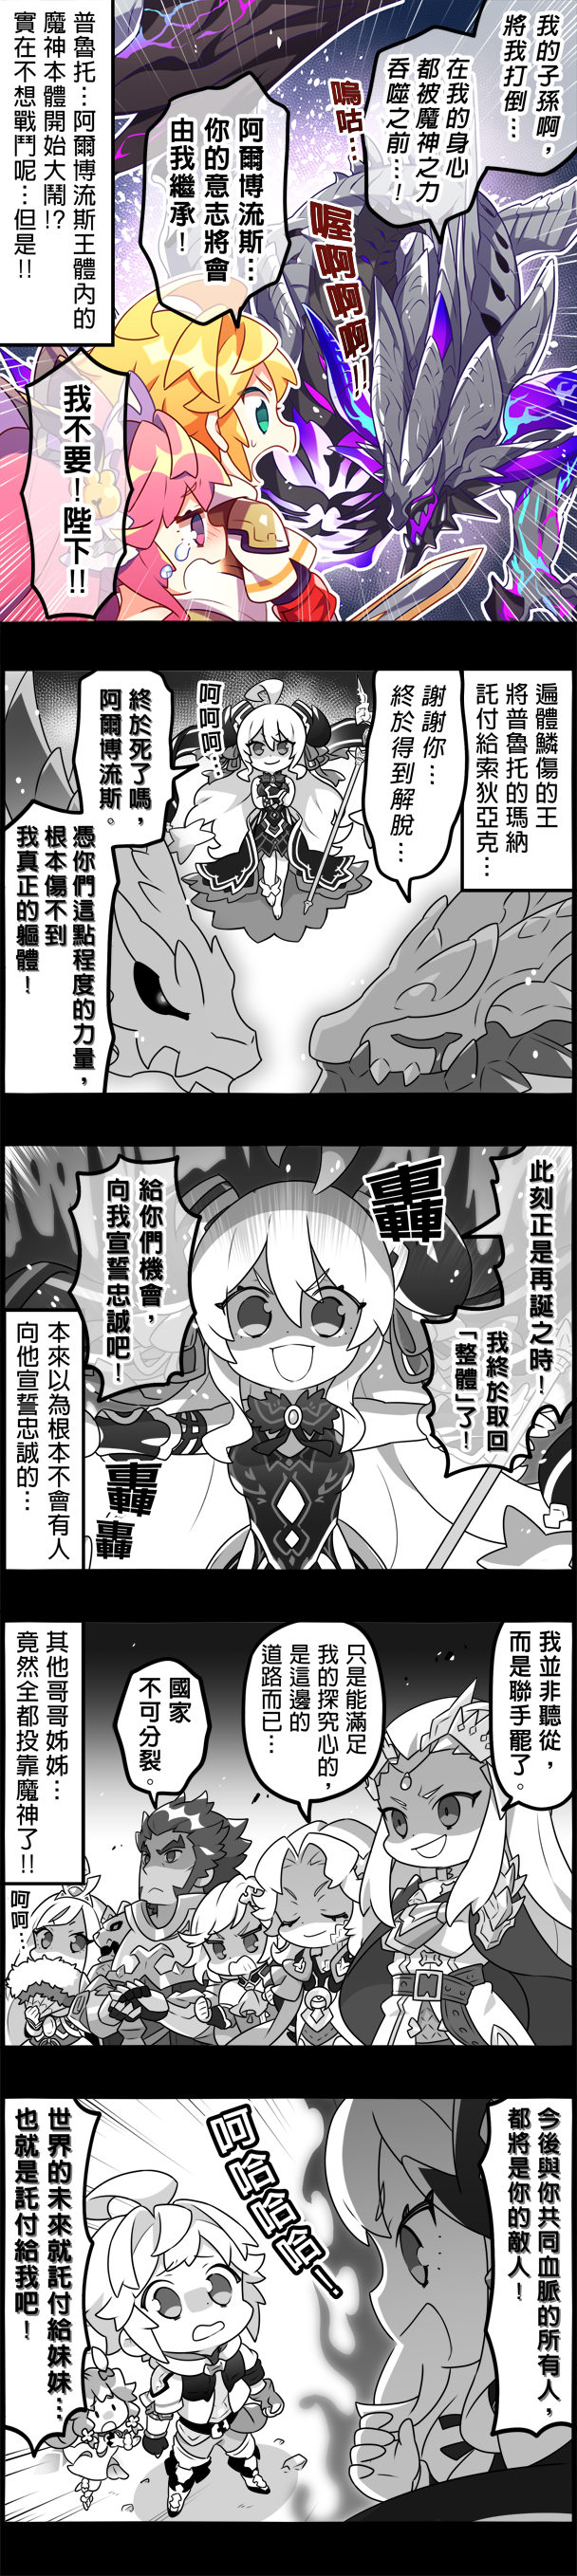 我的子孫啊，
將我打倒…
在我的身心
都被魔神之力
吞噬之前…！
嗚咕…
喔啊啊啊!!
阿爾博流斯…
你的意志將會
由我繼承！
普魯托…阿爾博流斯王體內的
魔神本體開始大鬧!?
實在不想戰鬥呢…但是!!
我不要！陛下!!
遍體鱗傷的王
將普魯托的瑪納
託付給索狄亞克…
謝謝你…
終於得到解脫…
呵呵呵…
終於死了嗎，
阿爾博流斯。
憑你們這點程度的力量，
根本傷不到
我真正的軀體！
此刻正是再誕之時！
我終於取回
「整體」了！
轟
給你們機會，
向我宣誓忠誠吧！
轟
轟
本來以為根本不會有人
向他宣誓忠誠的…
我並非聽從，
而是聯手罷了。
只是能滿足
我的探究心的，
是這邊的
道路而已…
國家
不可分裂。
其他哥哥姊姊…
竟然全都投靠魔神了!!
呵呵…
今後與你共同血脈的所有人，
都將是你的敵人！
呵哈哈哈！
世界的未來就託付給妹妹…
也就是託付給我吧！